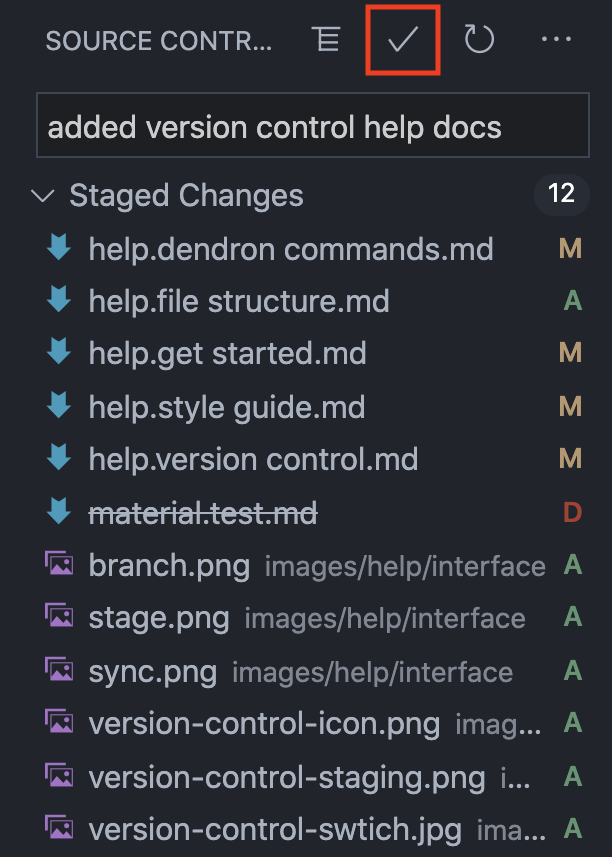 SOURCE CONTR...
added version control help docs
Staged Changes 12
help.dendron commands.md M
help.file structure.md A
help.get started.md M
help.style guide.md M
help.version control.md M
material.test.md D
branch.png images/help/interface A
stage.png images/help/interface A
sync.png images/help/interface A
version-control-icon.png imag... A
version-control-staging.png i... A
version-control-swtich.jpg ima... A